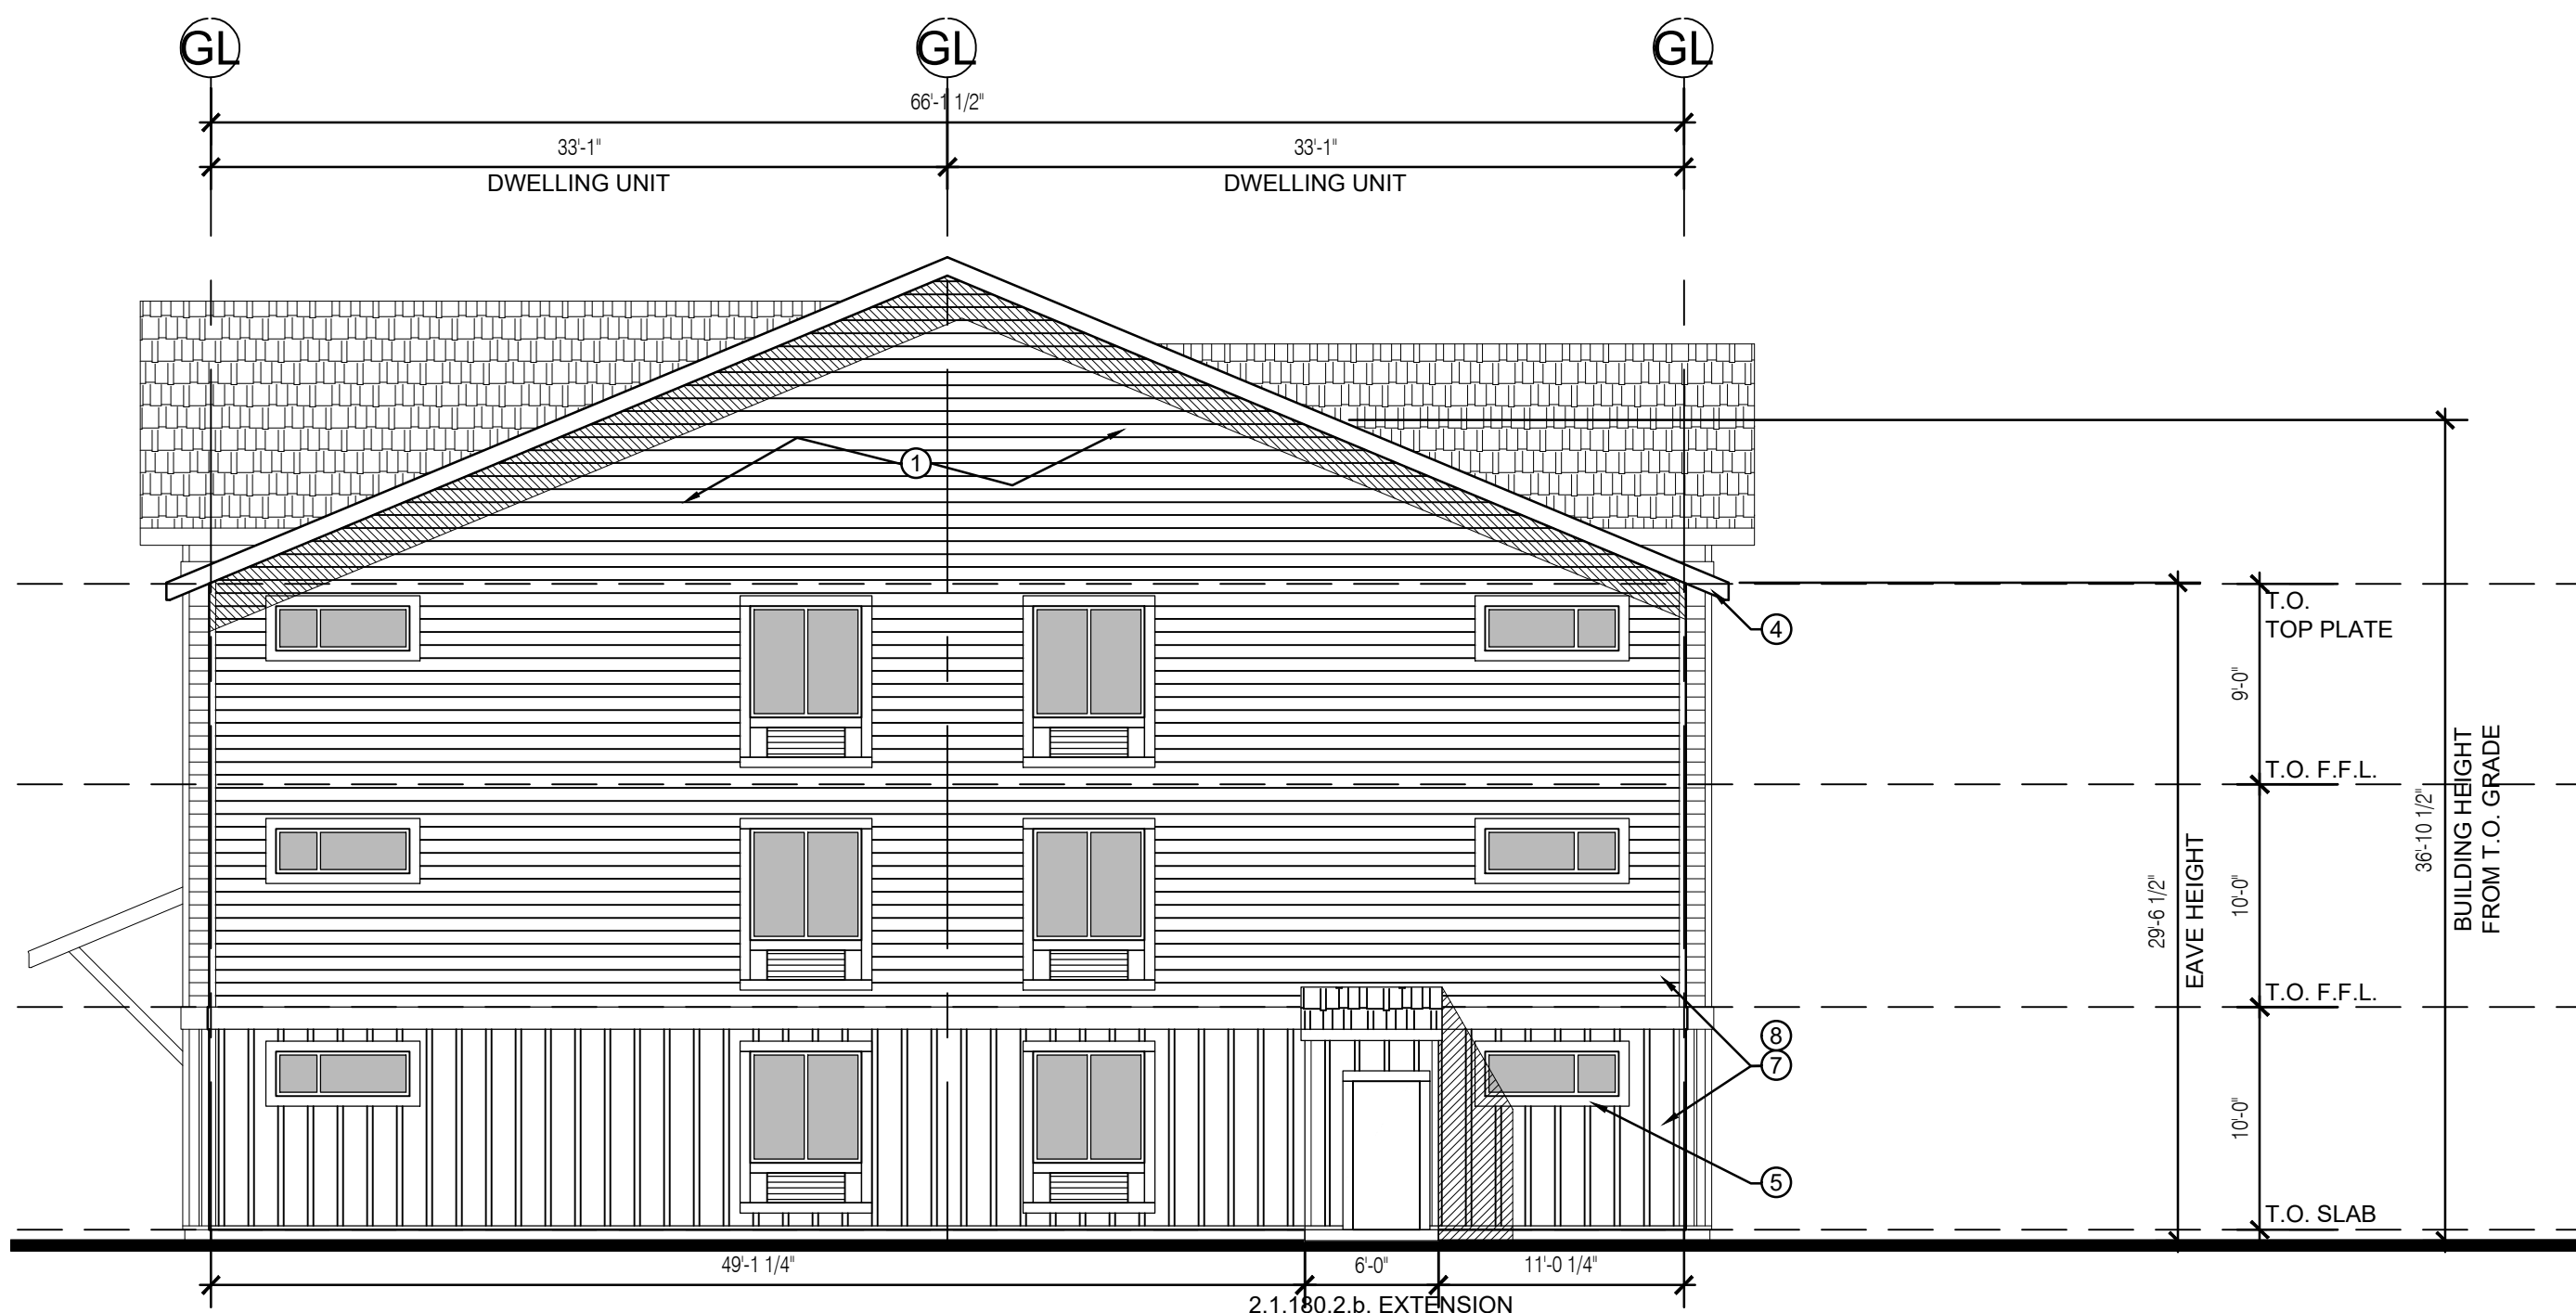 GL GL GL
66'-1 1/2"
33'-1" 33'-1"
DWELLING UNIT DWELLING UNIT
1
4
T.O.
TOP PLATE
9'-0"
T.O. F.F.L.
10'-0"
T.O. F.F.L.
10'-0"
T.O. SLAB
29'-6 1/2"
EAVE HEIGHT
36'-10 1/2"
BUILDING HEIGHT
FROM T.O. GRADE
8
7
5
49'-1 1/4" 6'-0" 11'-0 1/4"
2.1.180.2.b. EXTENSION